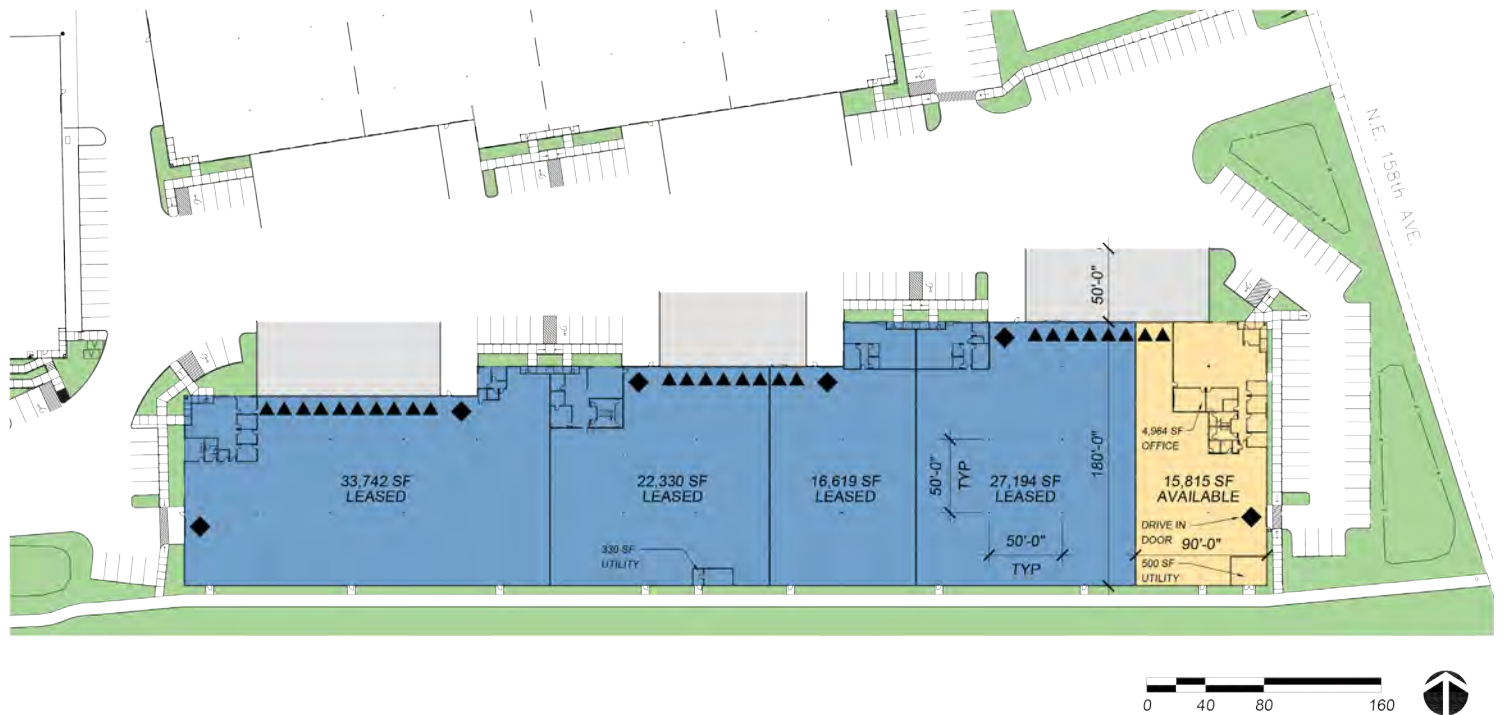 N.E. 158th AVE.
50'-0"
33,742 SF
LEASED
22,330 SF
LEASED
16,619 SF
LEASED
50'-0"
TYP
27,194 SF
LEASED
180'-0"
50'-0"
TYP
4,964 SF
OFFICE
15,815 SF
AVAILABLE
DRIVE IN
DOOR
90'-0"
330 SF
UTILITY
500 SF
UTILITY
0 40 80 160